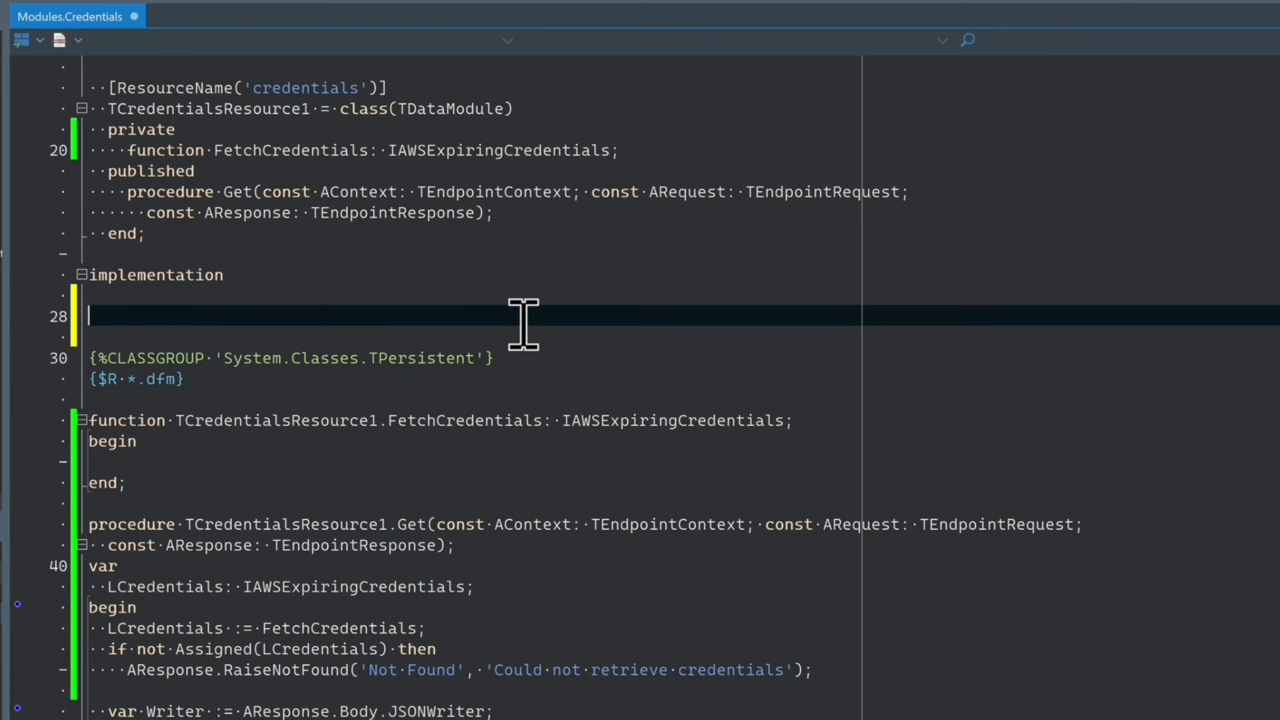 Modules.Credentials
[ResourceName('credentials')]
TCredentialsResource1 = class(TDataModule)
private
20 function FetchCredentials: IAWSExpiringCredentials;
published
procedure Get(const AContext: TEndpointContext; const ARequest: TEndpointRequest;
const AResponse: TEndpointResponse);
end;
implementation
28
30 {%CLASSGROUP 'System.Classes.TPersistent'}
{$R *.dfm}
function TCredentialsResource1.FetchCredentials: IAWSExpiringCredentials;
begin
end;
procedure TCredentialsResource1.Get(const AContext: TEndpointContext; const ARequest: TEndpointRequest;
const AResponse: TEndpointResponse);
40 var
LCredentials: IAWSExpiringCredentials;
begin
LCredentials := FetchCredentials;
if not Assigned(LCredentials) then
AResponse.RaiseNotFound('Not Found', 'Could not retrieve credentials');
var Writer := AResponse.Body.JSONWriter;